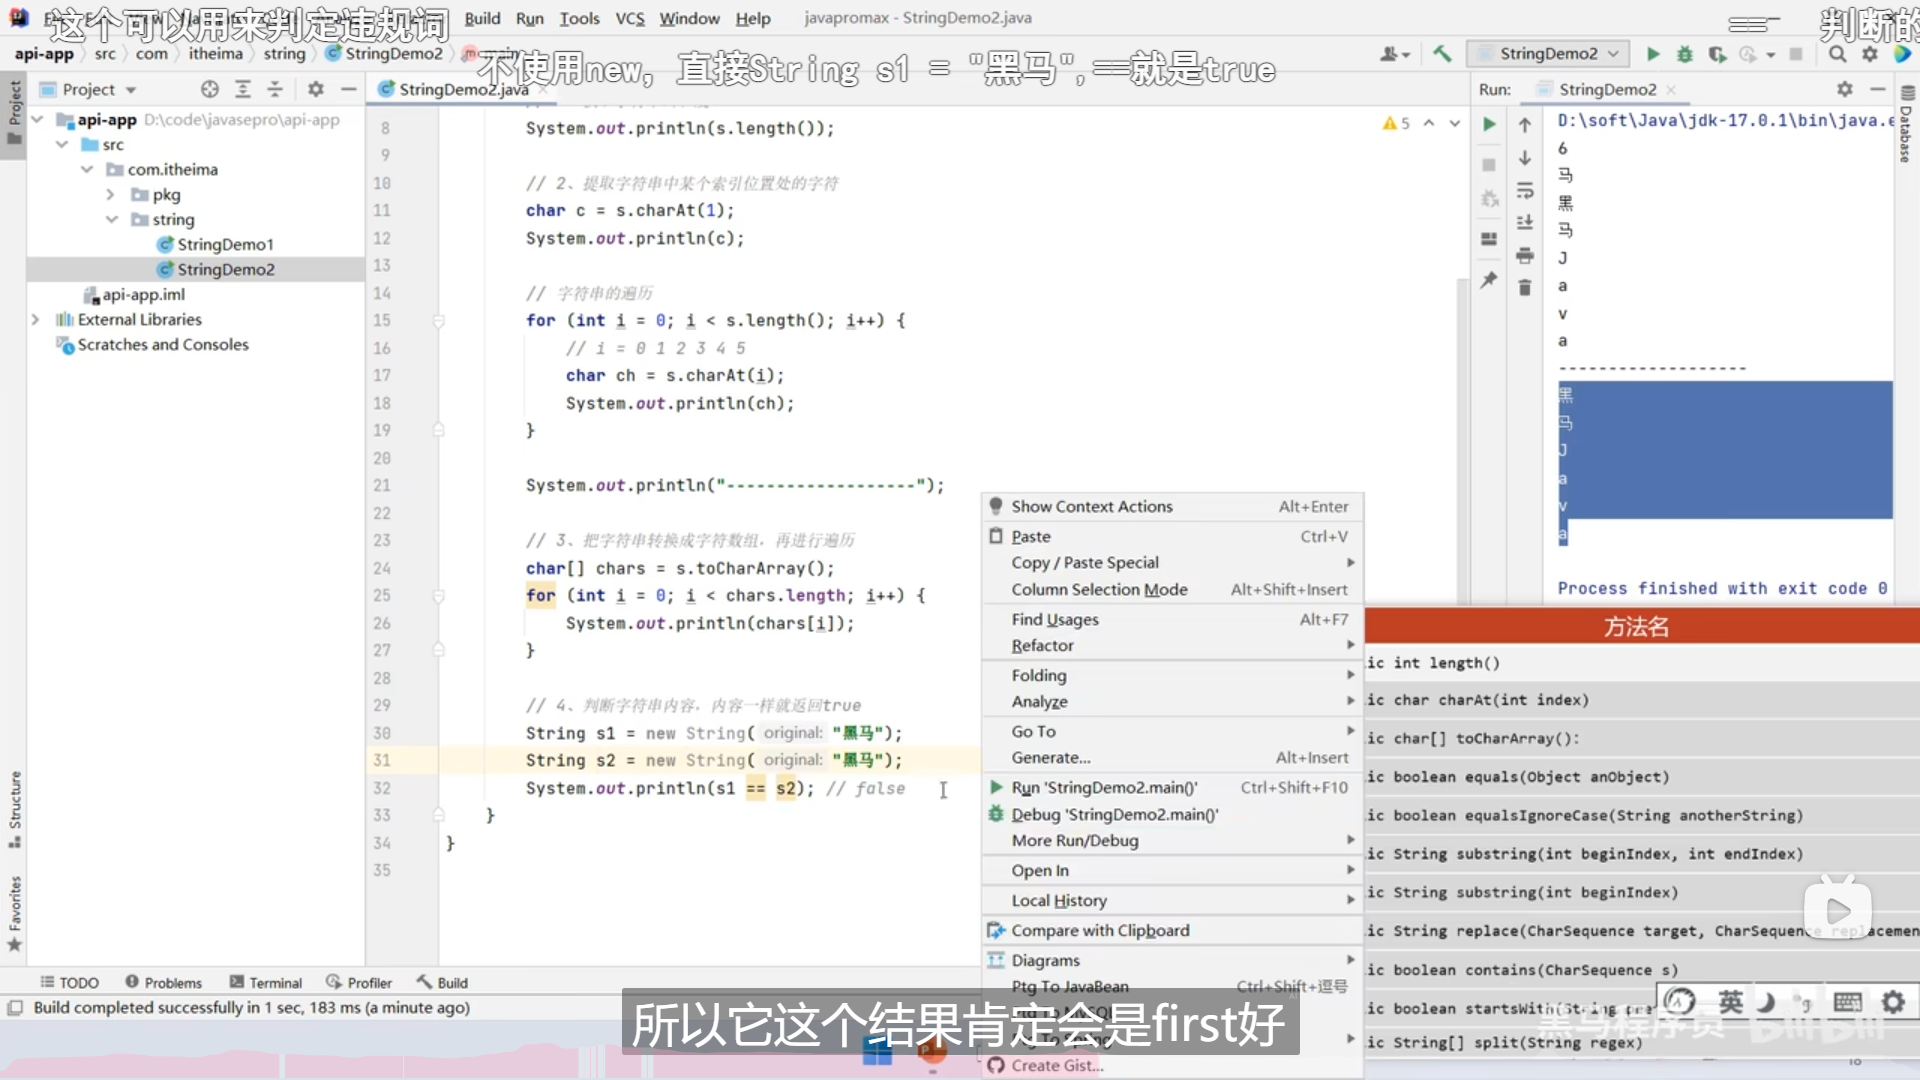 这个可以用来判定违规词
Build Run Tools VCS Window Help
javapromax - StringDemo2.java
判断的
api-app src com itheima string StringDemo2 main
不使用new，直接String s1 = "黑马",==就是true
StringDemo2
Project
StringDemo2.java
Run: StringDemo2
Project
api-app D:\code\javasepro\api-app
src
com.itheima
pkg
string
StringDemo1
StringDemo2
api-app.iml
External Libraries
Scratches and Consoles
Structure
Favorites
5
8 System.out.println(s.length());
9
10 // 2、提取字符串中某个索引位置处的字符
11 char c = s.charAt(1);
12 System.out.println(c);
13
14 // 字符串的遍历
15 for (int i = 0; i < s.length(); i++) {
16 // i = 0 1 2 3 4 5
17 char ch = s.charAt(i);
18 System.out.println(ch);
19 }
20
21 System.out.println("-------------------");
22
23 // 3、把字符串转换成字符数组，再进行遍历
24 char[] chars = s.toCharArray();
25 for (int i = 0; i < chars.length; i++) {
26 System.out.println(chars[i]);
27 }
28
29 // 4、判断字符串内容，内容一样就返回true
30 String s1 = new String( original: "黑马");
31 String s2 = new String( original: "黑马");
32 System.out.println(s1 == s2); // false
33 }
34 }
35
Show Context Actions Alt+Enter
Paste Ctrl+V
Copy / Paste Special
Column Selection Mode Alt+Shift+Insert
Find Usages Alt+F7
Refactor
Folding
Analyze
Go To
Generate... Alt+Insert
Run 'StringDemo2.main()' Ctrl+Shift+F10
Debug 'StringDemo2.main()'
More Run/Debug
Open In
Local History
Compare with Clipboard
Diagrams
Ptg To JavaBean Ctrl+Shift+逗号
Create Gist...
D:\soft\Java\jdk-17.0.1\bin\java.e
6
马
黑
马
J
a
v
a
-------------------
黑
马
J
a
v
a
Process finished with exit code 0
Database
方法名
ic int length()
ic char charAt(int index)
ic char[] toCharArray():
ic boolean equals(Object anObject)
ic boolean equalsIgnoreCase(String anotherString)
ic String substring(int beginIndex, int endIndex)
ic String substring(int beginIndex)
ic String replace(CharSequence target, CharSequence replacemen
ic boolean contains(CharSequence s)
ic boolean startsWith(String pre
ic String[] split(String regex)
英
黑马程序员 bilibili
TODO Problems Terminal Profiler Build
Build completed successfully in 1 sec, 183 ms (a minute ago)
所以它这个结果肯定会是first好